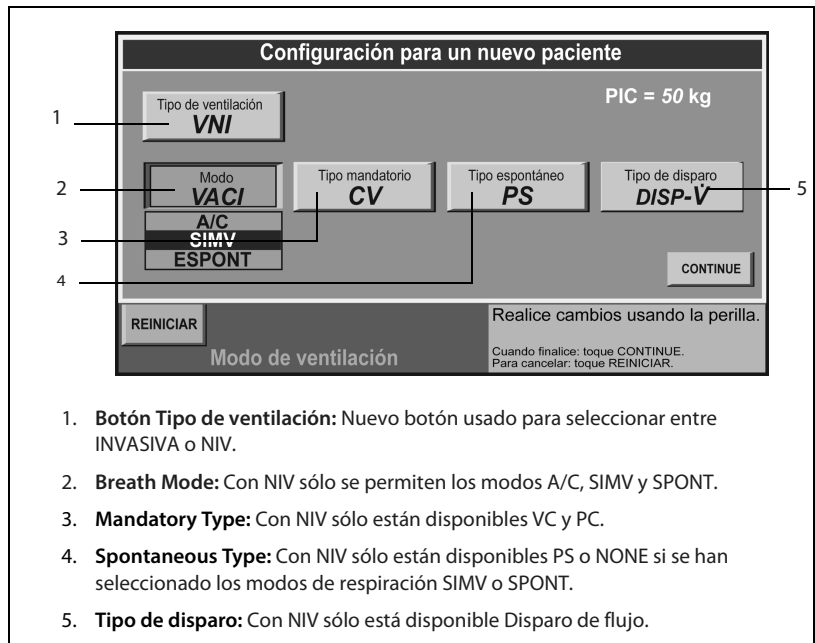 Configuración para un nuevo paciente
Tipo de ventilación
VNI
PIC = 50 kg
1
Modo
VACI
Tipo mandatorio
CV
Tipo espontáneo
PS
Tipo de disparo
DISP-V̇
2
5
A/C
SIMV
ESPONT
3
4
CONTINUE
REINICIAR
Modo de ventilación
Realice cambios usando la perilla.
Cuando finalice: toque CONTINUE.
Para cancelar: toque REINICIAR.
1. Botón Tipo de ventilación: Nuevo botón usado para seleccionar entre
INVASIVA o NIV.
2. Breath Mode: Con NIV sólo se permiten los modos A/C, SIMV y SPONT.
3. Mandatory Type: Con NIV sólo están disponibles VC y PC.
4. Spontaneous Type: Con NIV sólo están disponibles PS o NONE si se han
seleccionado los modos de respiración SIMV o SPONT.
5. Tipo de disparo: Con NIV sólo está disponible Disparo de flujo.